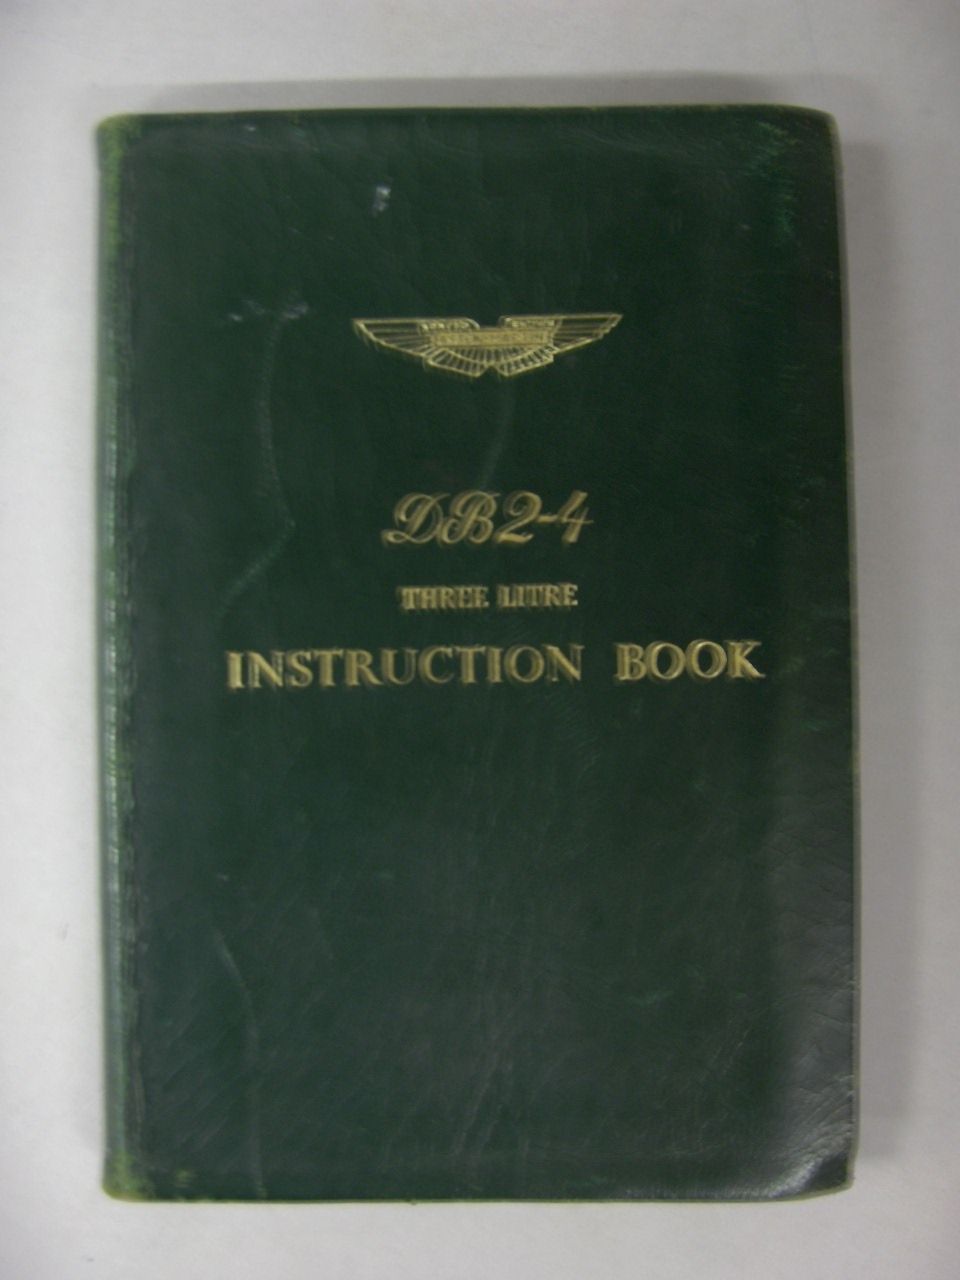 DB2-4
THREE LITRE
INSTRUCTION BOOK